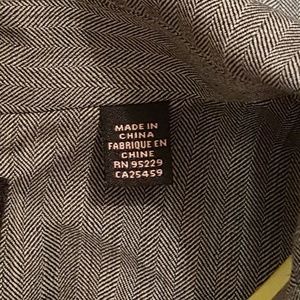 MADE IN
CHINA
FABRIQUE EN
CHINE
RN 95229
CA25459